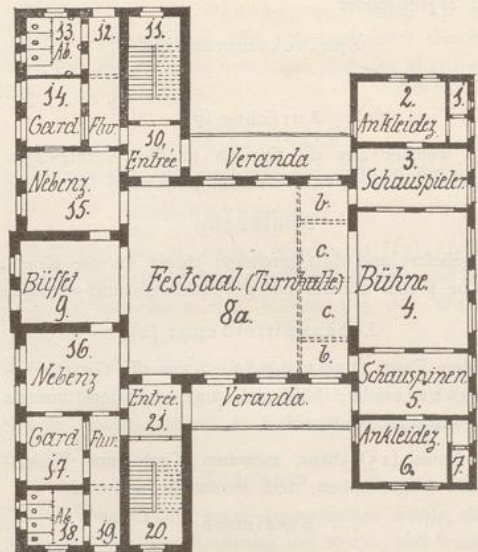 13. 12. 11.
Ab.
14.
Gard Flur.
10.
Entrée
Veranda
2. 1.
Ankleidez.
3.
Schauspieler.
Nebenz.
15.
b.
c.
Büffet
9.
Festsaal. (Turnhalle)
8a.
Bühne.
4.
c.
b.
16.
Nebenz
Entrée.
21.
Veranda.
Schauspinen
5.
Gard Flur.
17.
Ankleidez.
6. 7.
Ab.
18. 19. 20.